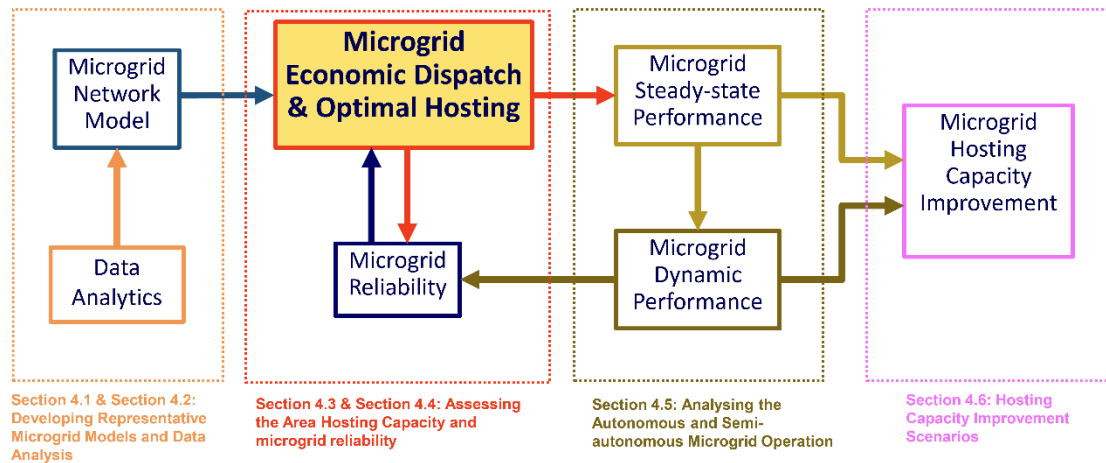 Microgrid
Network
Model
Data
Analytics
Microgrid
Economic Dispatch
& Optimal Hosting
Microgrid
Reliability
Microgrid
Steady-state
Performance
Microgrid
Dynamic
Performance
Microgrid
Hosting
Capacity
Improvement
Section 4.1 & Section 4.2:
Developing Representative
Microgrid Models and Data
Analysis
Section 4.3 & Section 4.4: Assessing
the Area Hosting Capacity and
microgrid reliability
Section 4.5: Analysing the
Autonomous and Semi-
autonomous Microgrid Operation
Section 4.6: Hosting
Capacity Improvement
Scenarios